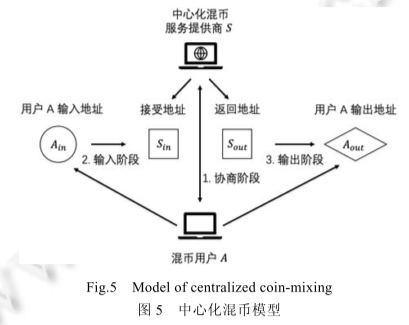 中心化混币
服务提供商 S
用户 A 输入地址
接受地址
返回地址
用户 A 输出地址
A_in
S_in
S_out
A_out
2. 输入阶段
3. 输出阶段
1. 协商阶段
混币用户 A
Fig.5 Model of centralized coin-mixing
图 5 中心化混币模型